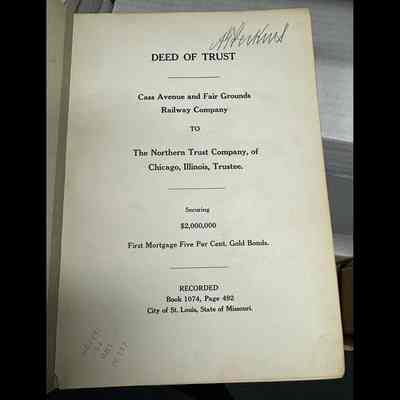 DEED OF TRUST
Cass Avenue and Fair Grounds
Railway Company
TO
The Northern Trust Company, of
Chicago, Illinois, Trustee.
Securing
$2,000,000
First Mortgage Five Per Cent, Gold Bonds.
RECORDED
Book 1074, Page 492
City of St. Louis, State of Missouri.